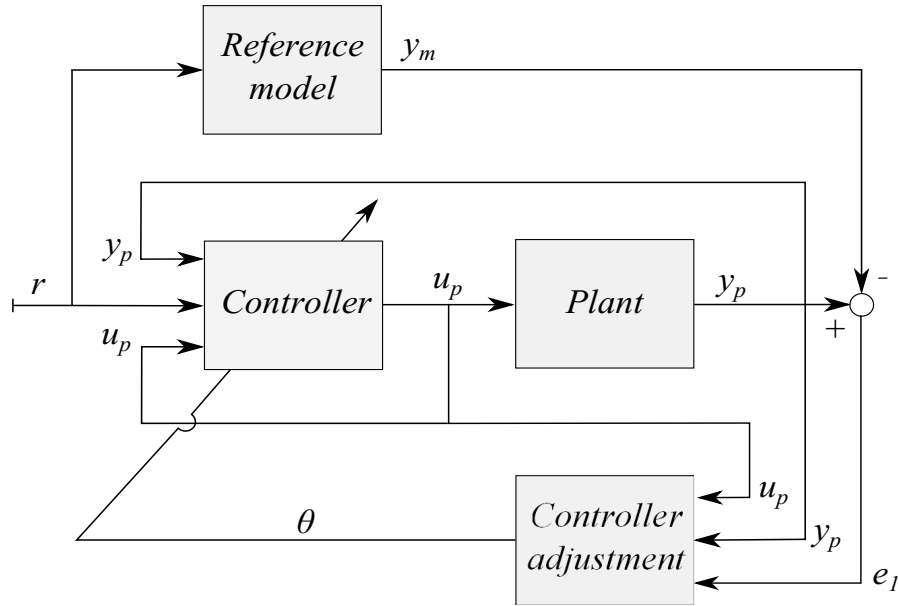 Reference
model
y_m
y_p
r
u_p
Controller
u_p
Plant
y_p
-
+
Controller
adjustment
u_p
y_p
e_1
θ